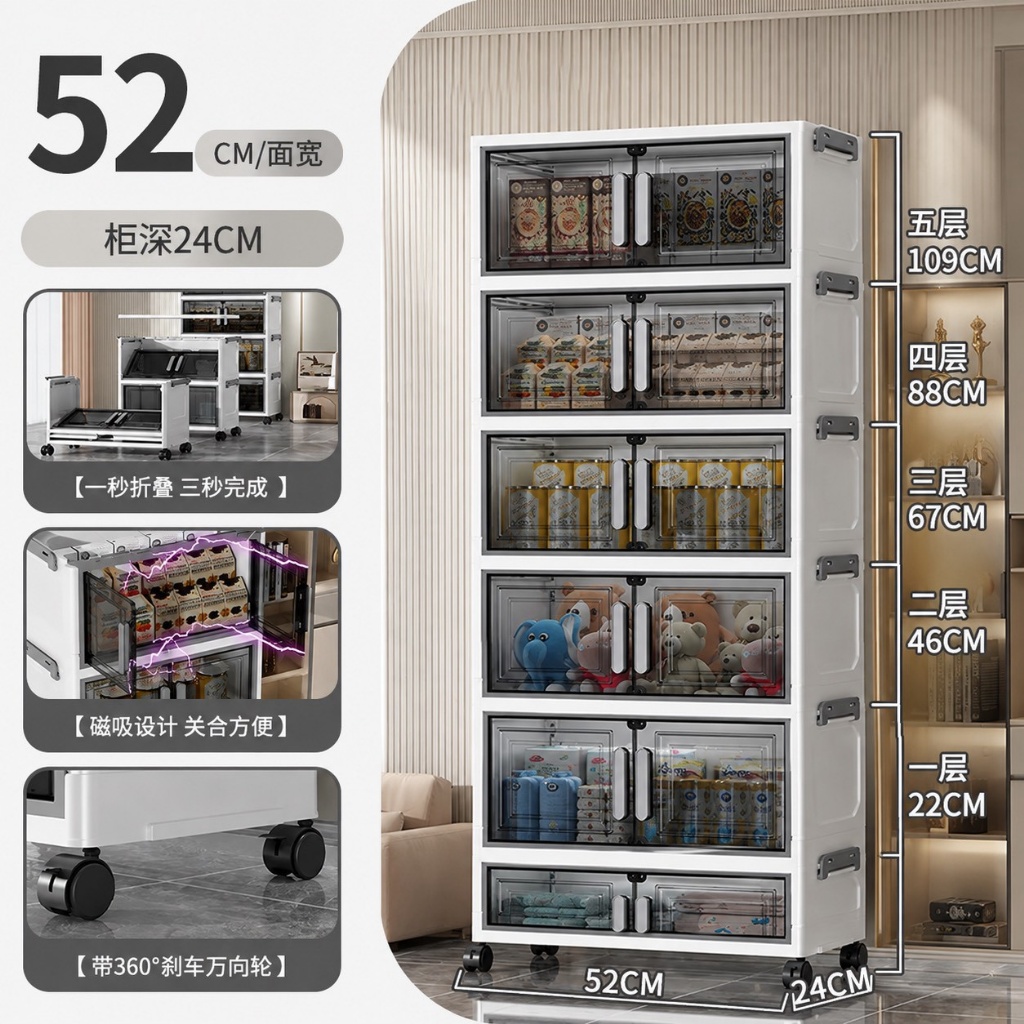 52
CM/面宽
柜深24CM
【一秒折叠 三秒完成 】
【 磁吸设计 关合方便 】
【 带360°刹车万向轮 】
五层
109CM
四层
88CM
三层
67CM
二层
46CM
一层
22CM
52CM
24CM